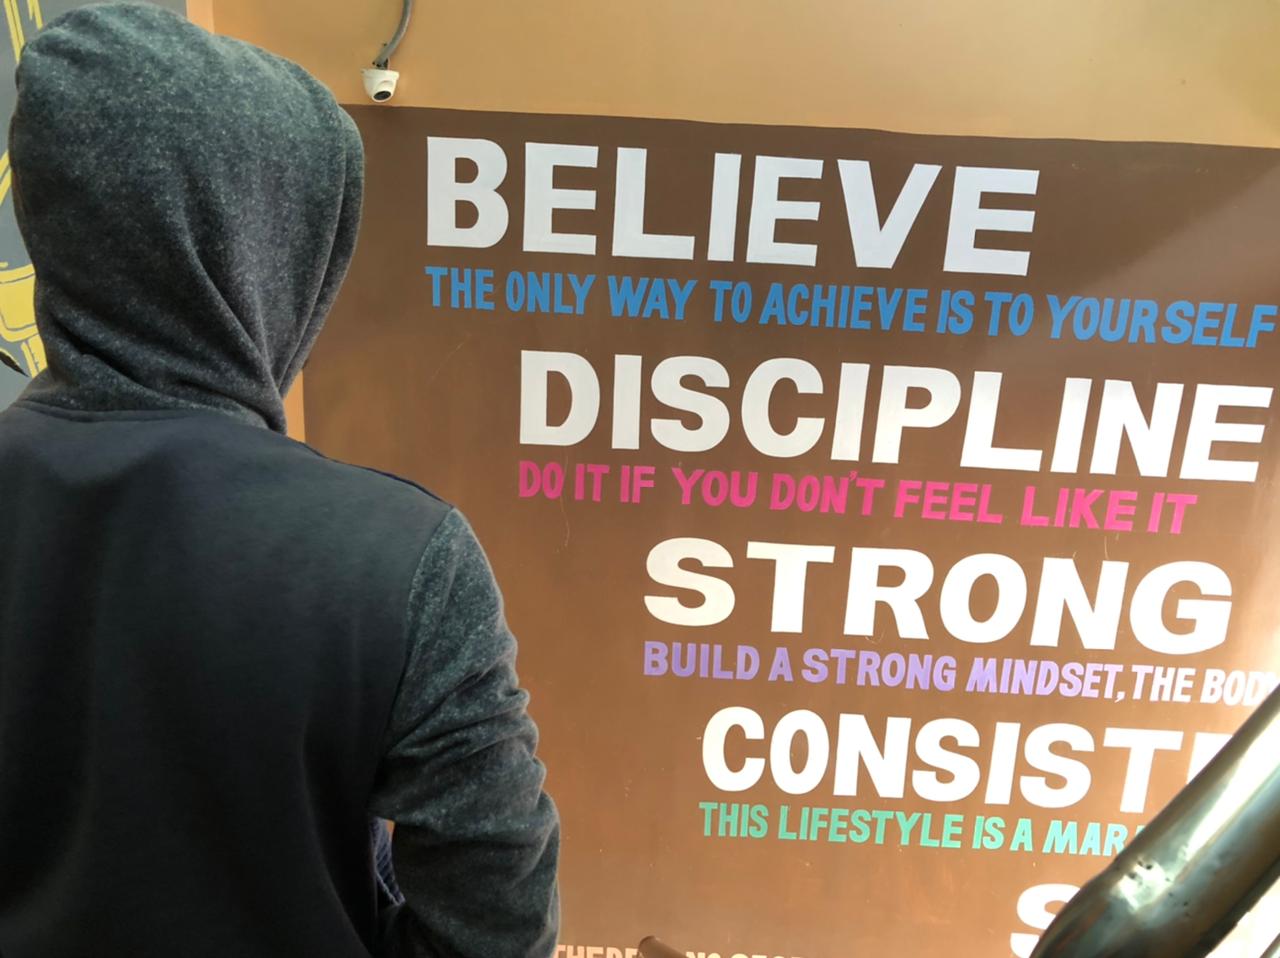 BELIEVE
THE ONLY WAY TO ACHIEVE IS TO YOURSELF
DISCIPLINE
DO IT IF YOU DON'T FEEL LIKE IT
STRONG
BUILD A STRONG MINDSET, THE
THIS LIFESTYLE IS A